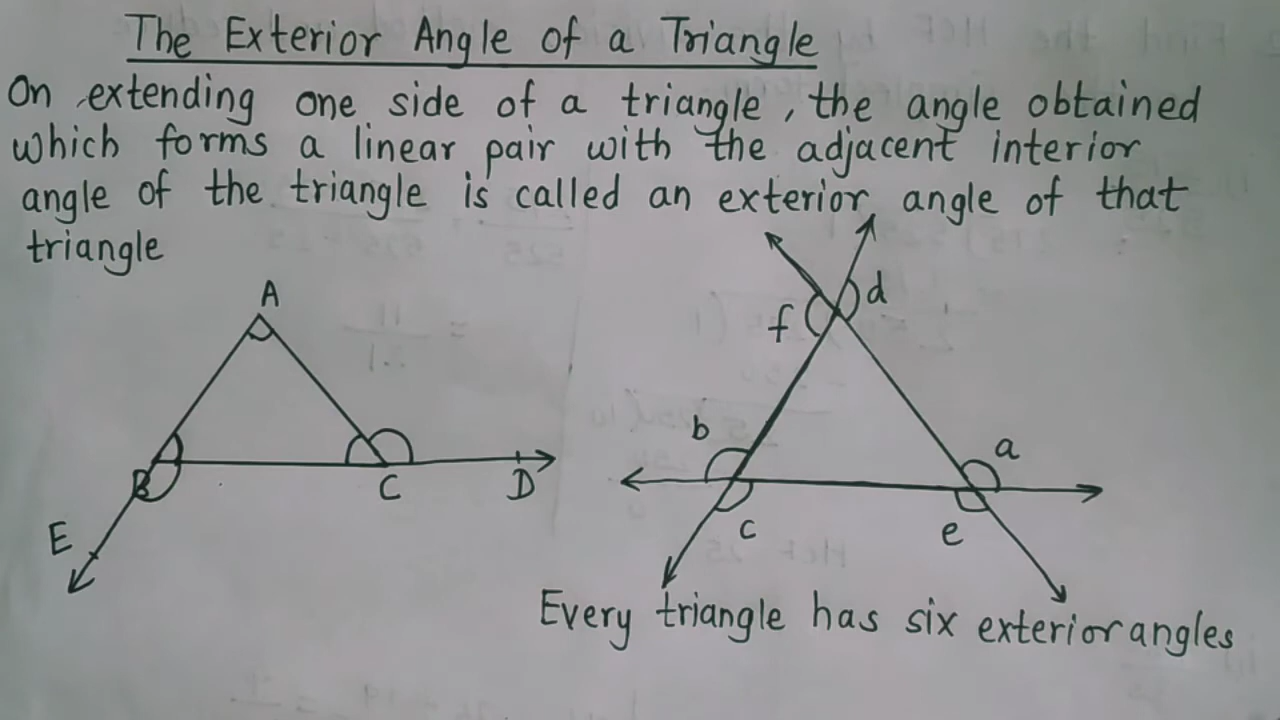 The Exterior Angle of a Triangle
On extending one side of a triangle, the angle obtained
which forms a linear pair with the adjacent interior
angle of the triangle is called an exterior angle of that
triangle
A
B
C
D
E
f
d
b
a
c
e
Every triangle has six exterior angles